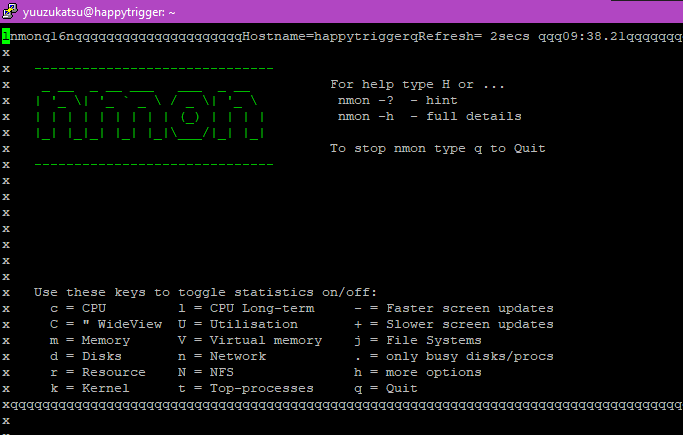 yuuzukatsu@happytrigger: ~
lnmonq16nqqqqqqqqqqqqqqqqqqqqqHostname=happytriggerqRefresh= 2secs qqq09:38.21qqqqqqq
x
x   ------------------------------
x    _ __  _ __ ___   ___  _ __          For help type H or ...
x   | '_ \| '_ ` _ \ / _ \| '_ \          nmon -?  - hint
x   | | | | | | | | | (_) | | | |         nmon -h  - full details
x   |_| |_|_| |_| |_|\___/|_| |_|
x                                        To stop nmon type q to Quit
x   ------------------------------
x
x
x
x
x
x
x
x   Use these keys to toggle statistics on/off:
x     c = CPU         l = CPU Long-term     - = Faster screen updates
x     C = " WideView  U = Utilisation       + = Slower screen updates
x     m = Memory      V = Virtual memory    j = File Systems
x     d = Disks       n = Network           . = only busy disks/procs
x     r = Resource    N = NFS               h = more options
x     k = Kernel      t = Top-processes     q = Quit
xqqqqqqqqqqqqqqqqqqqqqqqqqqqqqqqqqqqqqqqqqqqqqqqqqqqqqqqqqqqqqqqqqqqqqqqqqqqqqqqqqqqq
x
x